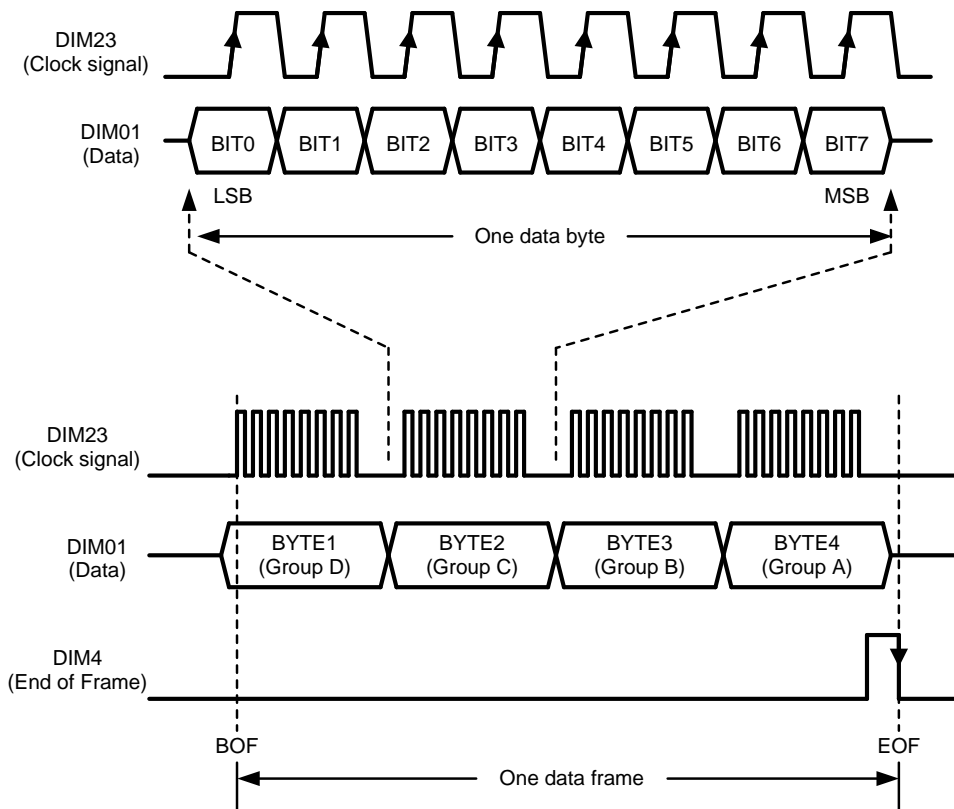 DIM23
(Clock signal)
DIM01
(Data)
BIT0 BIT1 BIT2 BIT3 BIT4 BIT5 BIT6 BIT7
LSB MSB
One data byte
DIM23
(Clock signal)
DIM01
(Data)
BYTE1 BYTE2 BYTE3 BYTE4
(Group D) (Group C) (Group B) (Group A)
DIM4
(End of Frame)
BOF EOF
One data frame